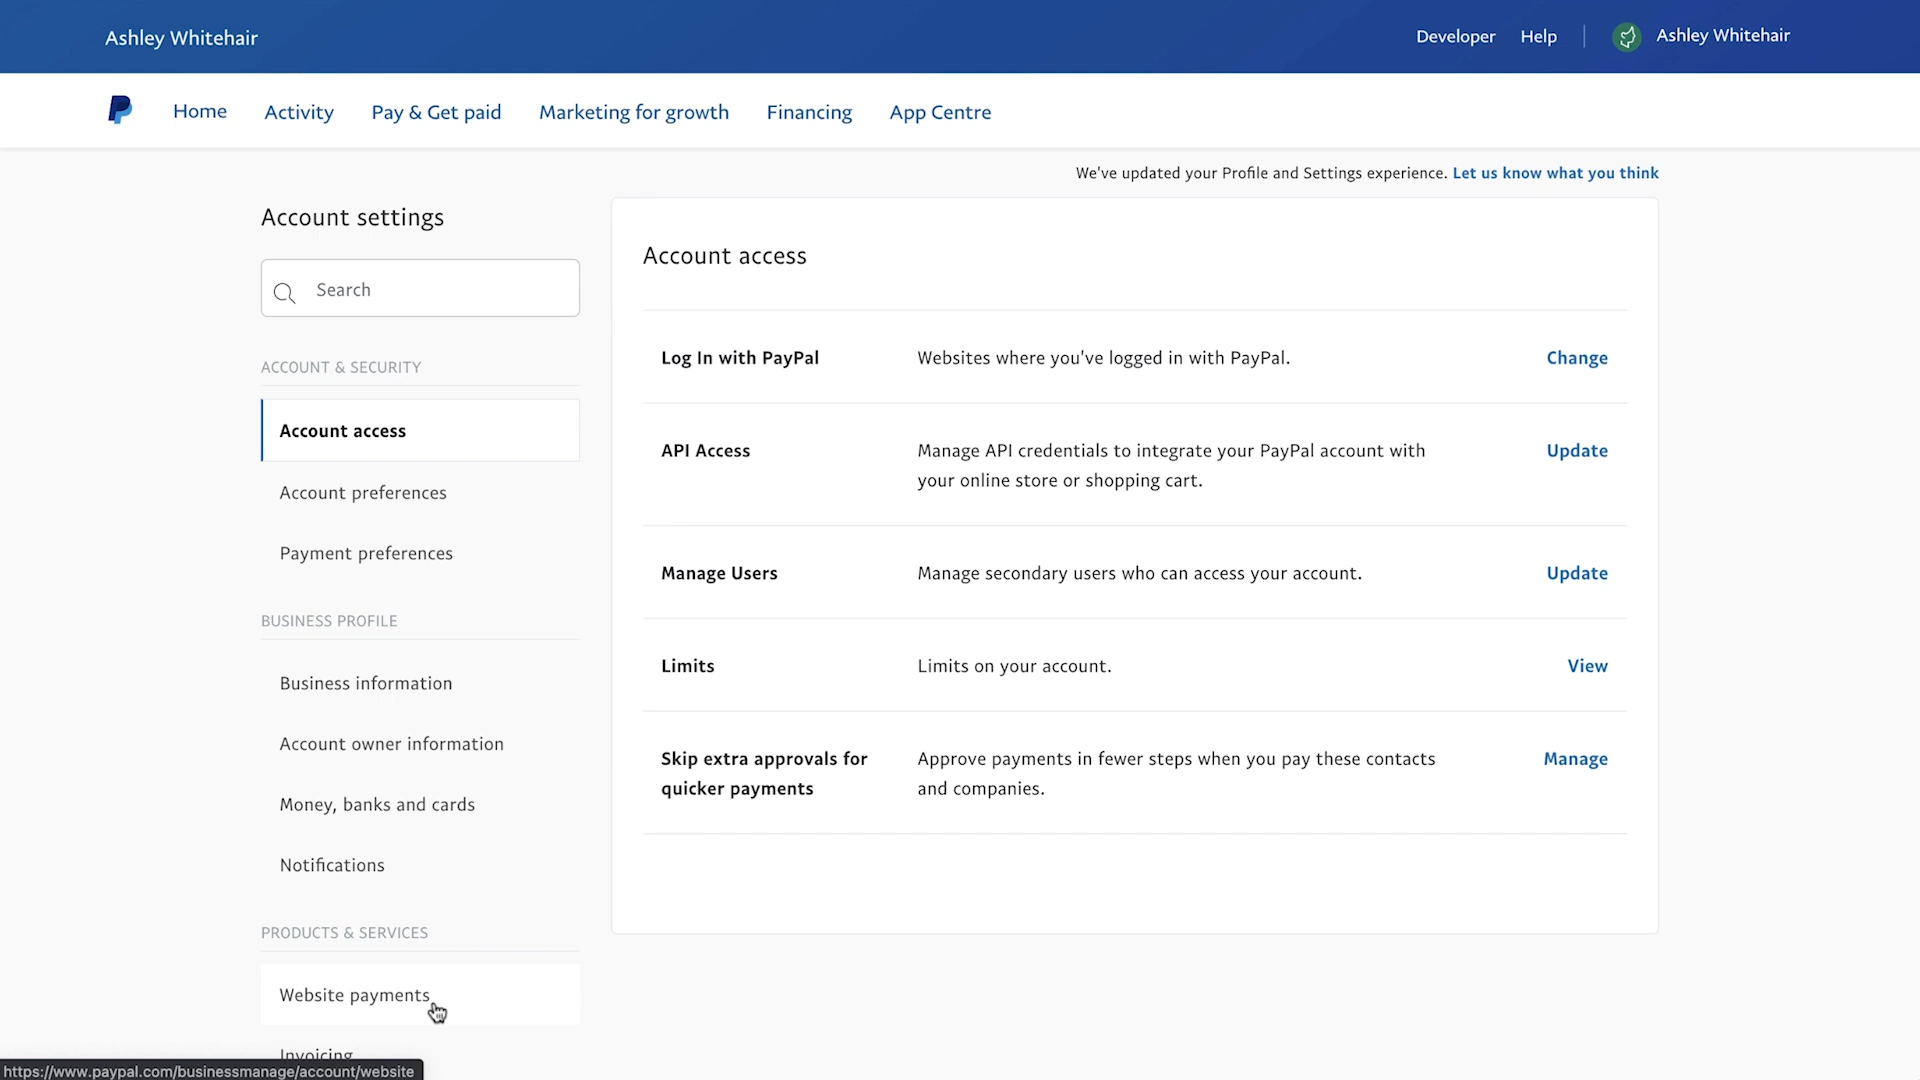 Ashley Whitehair
Developer
Help
Ashley Whitehair
Home
Activity
Pay & Get paid
Marketing for growth
Financing
App Centre
We've updated your Profile and Settings experience. Let us know what you think
Account settings
Search
ACCOUNT & SECURITY
Account access
Account preferences
Payment preferences
BUSINESS PROFILE
Business information
Account owner information
Money, banks and cards
Notifications
PRODUCTS & SERVICES
Website payments
Invoicing
Account access
Log In with PayPal
Websites where you've logged in with PayPal.
Change
API Access
Manage API credentials to integrate your PayPal account with
your online store or shopping cart.
Update
Manage Users
Manage secondary users who can access your account.
Update
Limits
Limits on your account.
View
Skip extra approvals for
quicker payments
Approve payments in fewer steps when you pay these contacts
and companies.
Manage
https://www.paypal.com/businessmanage/account/website